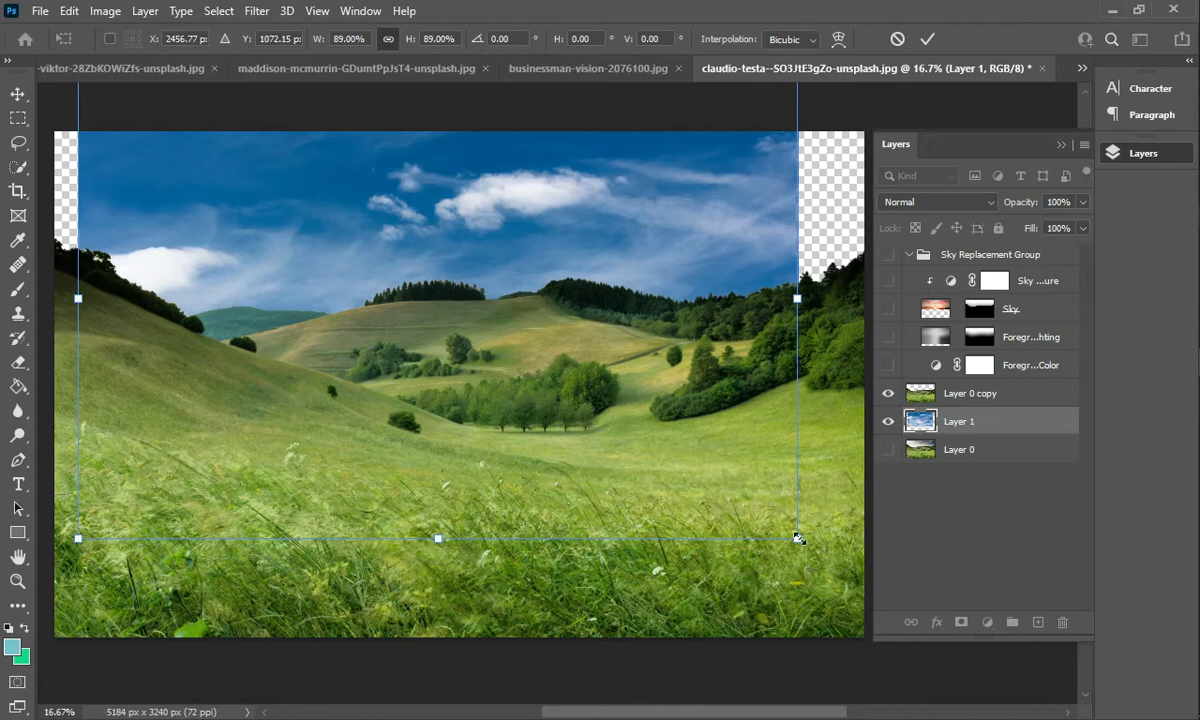 Ps File Edit Image Layer Type Select Filter 3D View Window Help
X: 2456.77 p: Y: 1072.15 p: W: 89.00% H: 89.00% 0.00 ° H: 0.00 ° V: 0.00 ° Interpolation: Bicubic
-viktor-28ZbKOWiZfs-unsplash.jpg × maddison-mcmurrin-GDumtPpJsT4-unsplash.jpg × businessman-vision-2076100.jpg × claudio-testa--SO3JtE3gZo-unsplash.jpg @ 16.7% (Layer 1, RGB/8) * ×
Character
Paragraph
Layers
Layers
Kind
Normal Opacity: 100%
Lock: Fill: 100%
Sky Replacement Group
Sky ...ure
Sky
Foregr...hting
Foregr...Color
Layer 0 copy
Layer 1
Layer 0
fx
16.67% 5184 px x 3240 px (72 ppi)